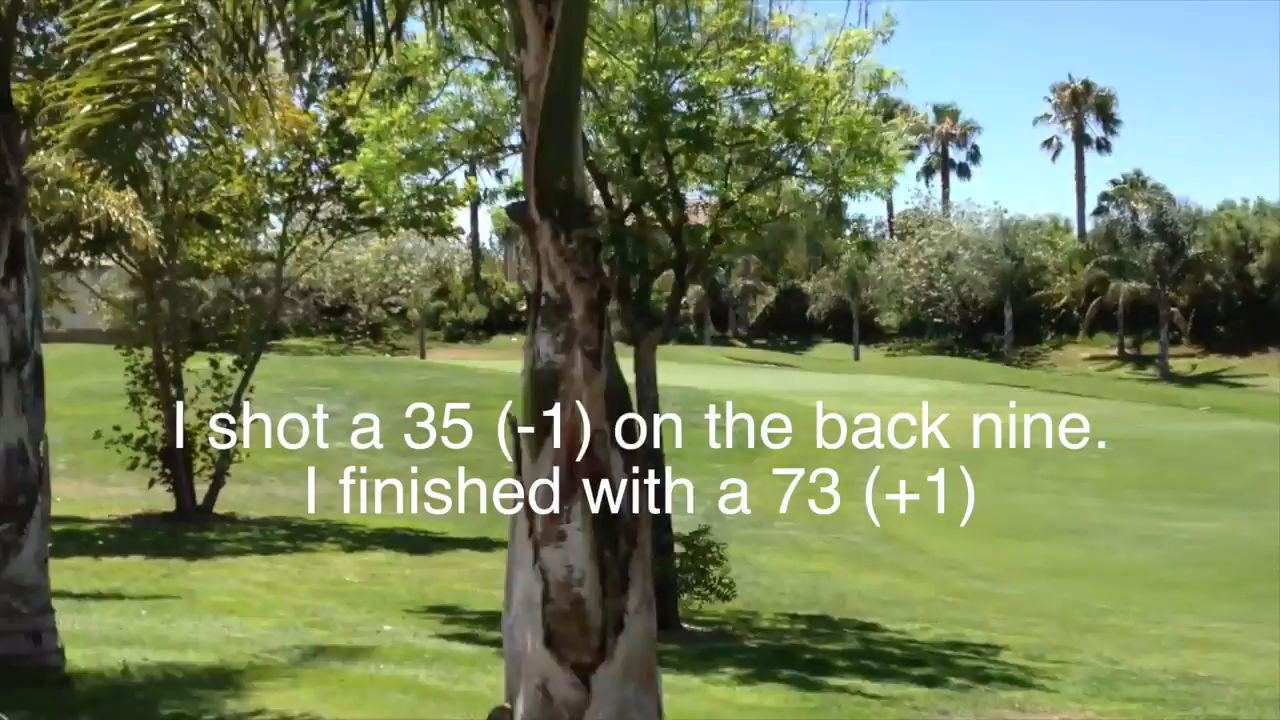 I shot a 35 (-1) on the back nine.
I finished with a 73 (+1)